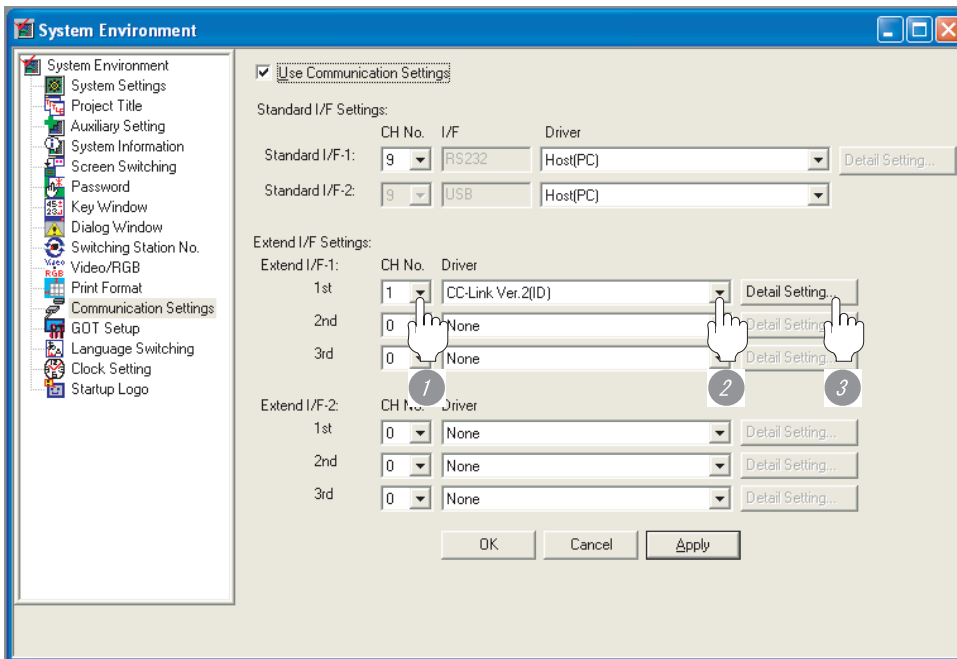 System Environment
System Environment
System Settings
Project Title
Auxiliary Setting
System Information
Screen Switching
Password
Key Window
Dialog Window
Switching Station No.
Video/RGB
Print Format
Communication Settings
GOT Setup
Language Switching
Clock Setting
Startup Logo
Use Communication Settings
Standard I/F Settings:
CH No. I/F Driver
Standard I/F-1: 9 RS232 Host(PC) Detail Setting...
Standard I/F-2: 9 USB Host(PC)
Extend I/F Settings:
Extend I/F-1: CH No. Driver
1st 1 CC-Link Ver.2(ID) Detail Setting...
2nd 0 None Detail Setting...
3rd 0 None Detail Setting...
1 2 3
Extend I/F-2: CH No. Driver
1st 0 None Detail Setting...
2nd 0 None Detail Setting...
3rd 0 None Detail Setting...
OK Cancel Apply